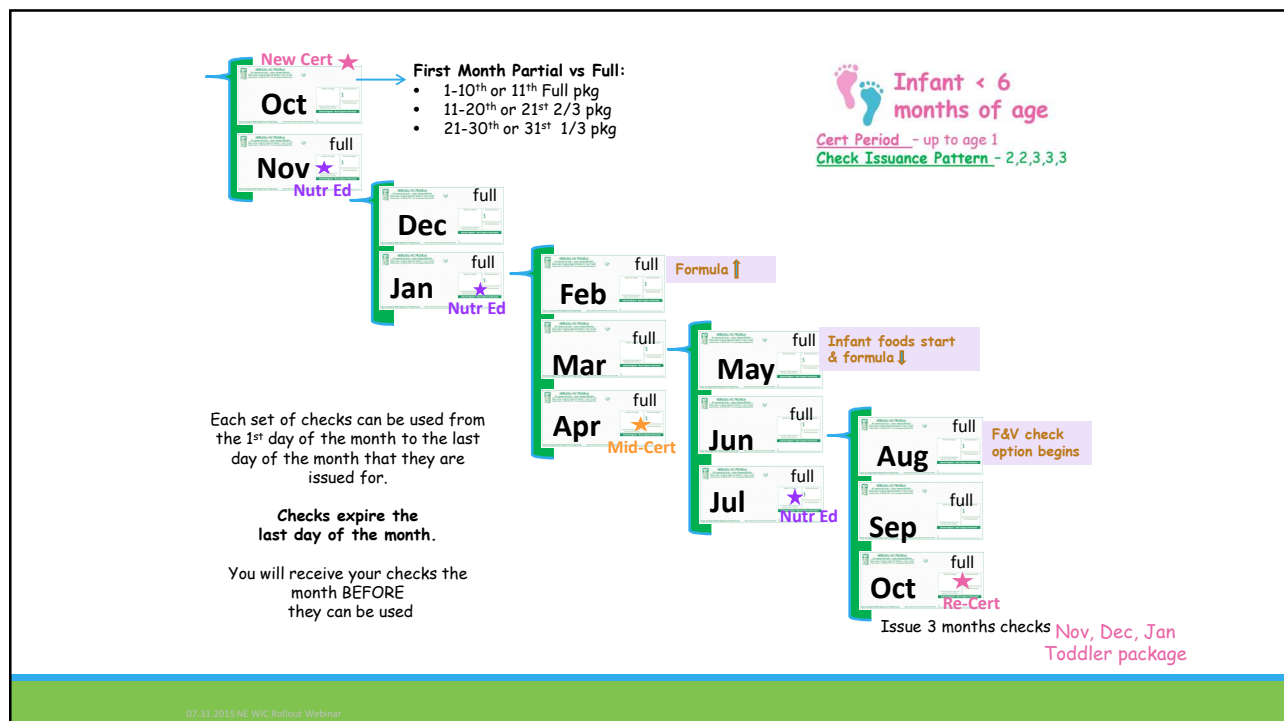 New Cert
Oct
First Month Partial vs Full:
• 1-10th or 11th Full pkg
• 11-20th or 21st 2/3 pkg
• 21-30th or 31st 1/3 pkg
Infant < 6
months of age
Cert Period – up to age 1
Check Issuance Pattern – 2,2,3,3,3
full
Nov
Nutr Ed
full
Dec
full
Jan
Nutr Ed
full
Feb
Formula
full
Mar
full
Apr
Mid-Cert
full
May
Infant foods start
& formula
full
Jun
full
Jul
Nutr Ed
full
Aug
F&V check
option begins
full
Sep
full
Oct
Re-Cert
Issue 3 months checks
Nov, Dec, Jan
Toddler package
Each set of checks can be used from
the 1st day of the month to the last
day of the month that they are
issued for.
Checks expire the
last day of the month.
You will receive your checks the
month BEFORE
they can be used
07.31.2015 NE WIC Rollout Webinar